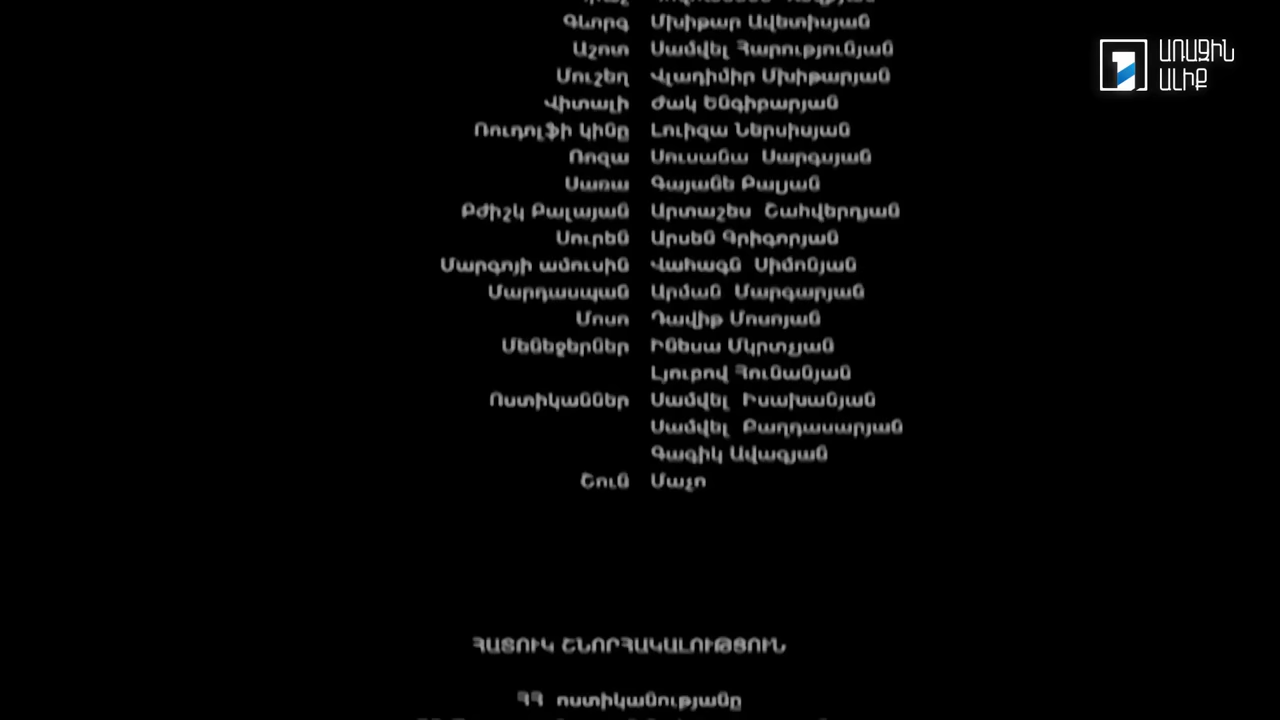 Գևորգ Մխիթար Ավետիսյան
Աշոտ Սամվել Հարությունյան
Մուշեղ Վլադիմիր Մխիթարյան
Վիտալի Ժակ Ենգիբարյան
Ռուդոլֆի կինը Լուիզա Ներսիսյան
Ռոզա Սուսաննա Սարգսյան
Սառա Գայանե Բալյան
Բժիշկ Բալայան Արտաշես Շահվերդյան
Սուրեն Արսեն Գրիգորյան
Մարգոյի ամուսին Վահագն Սիմոնյան
Մարդասպան Արման Մարգարյան
Մոսո Դավիթ Մոսոյան
Մենեջերներ Ինեսա Մկրտչյան
Լյուբով Հունանյան
Ոստիկաններ Սամվել Իսախանյան
Սամվել Բաղդասարյան
Գագիկ Ավագյան
Շուն Մաչո
ՀԱՏՈՒԿ ՇՆՈՐՀԱԿԱԼՈՒԹՅՈՒՆ
ՀՀ ոստիկանությանը
1 ԱՌԱՋԻՆ
ԱԼԻՔ